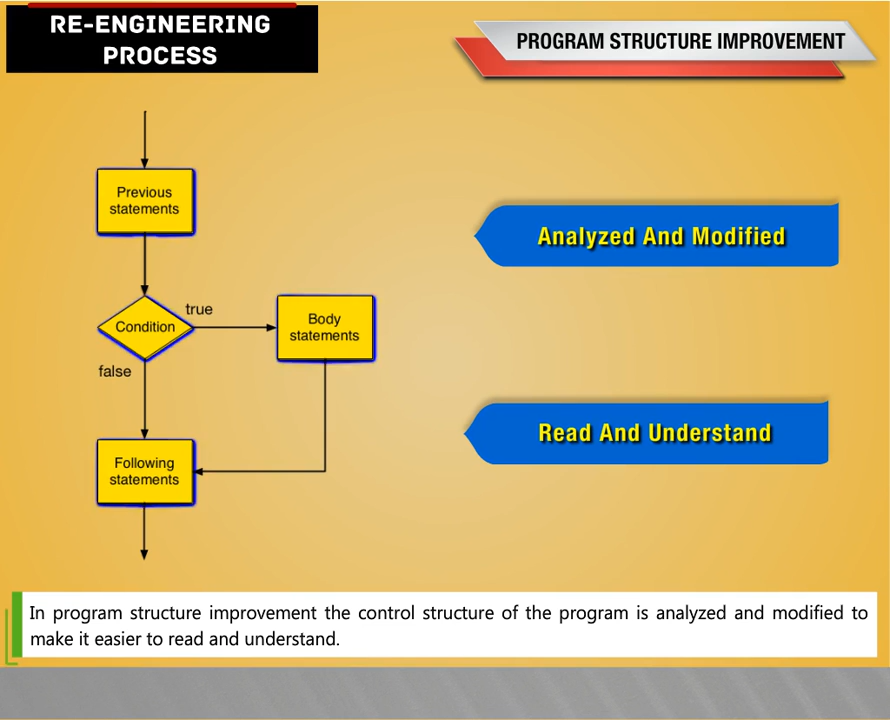 RE-ENGINEERING
PROCESS
PROGRAM STRUCTURE IMPROVEMENT
Previous
statements
Analyzed And Modified
true
Condition
Body
statements
false
Read And Understand
Following
statements
In program structure improvement the control structure of the program is analyzed and modified to
make it easier to read and understand.